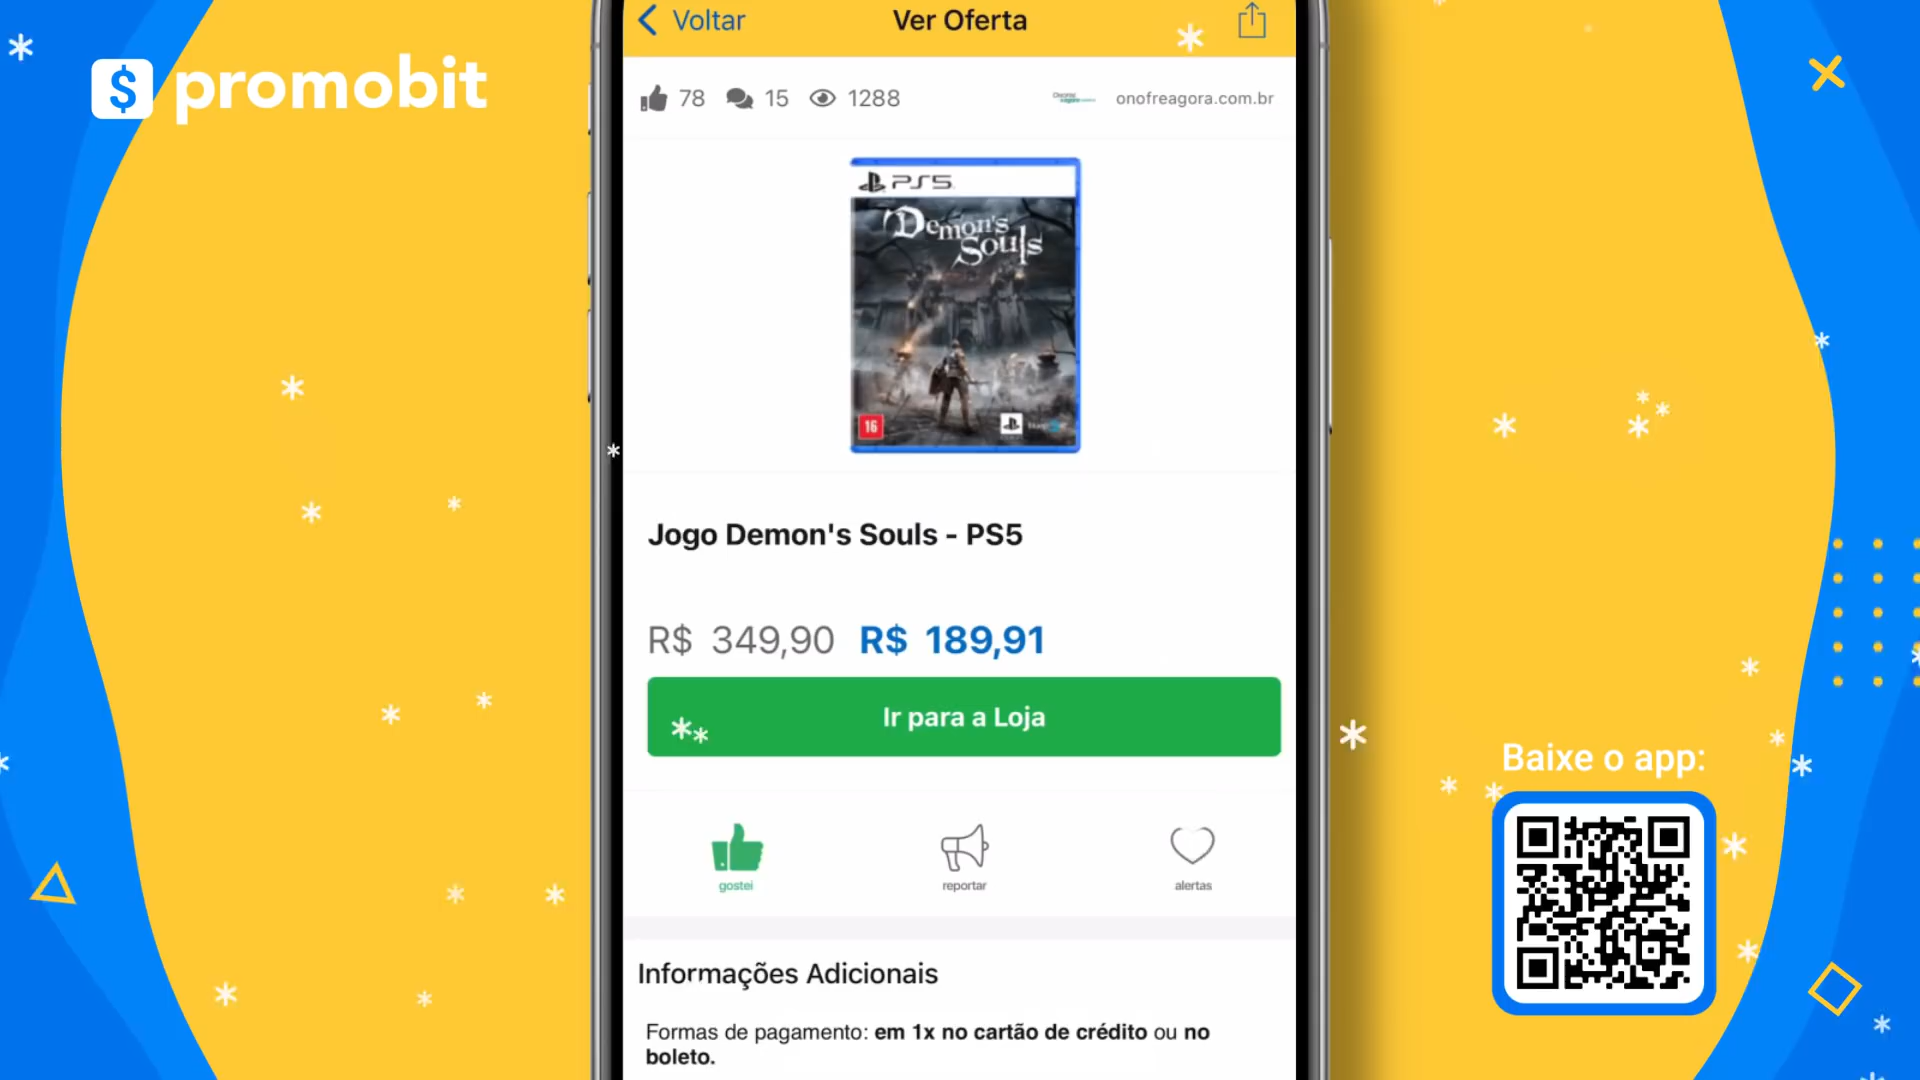 promobit
Voltar
Ver Oferta
78
15
1288
onofreagora.com.br
PS5
Demon's
Souls
16
Jogo Demon's Souls - PS5
R$ 349,90 R$ 189,91
Ir para a Loja
gostei
reportar
alertas
Informações Adicionais
Formas de pagamento: em 1x no cartão de crédito ou no
boleto.
Baixe o app: